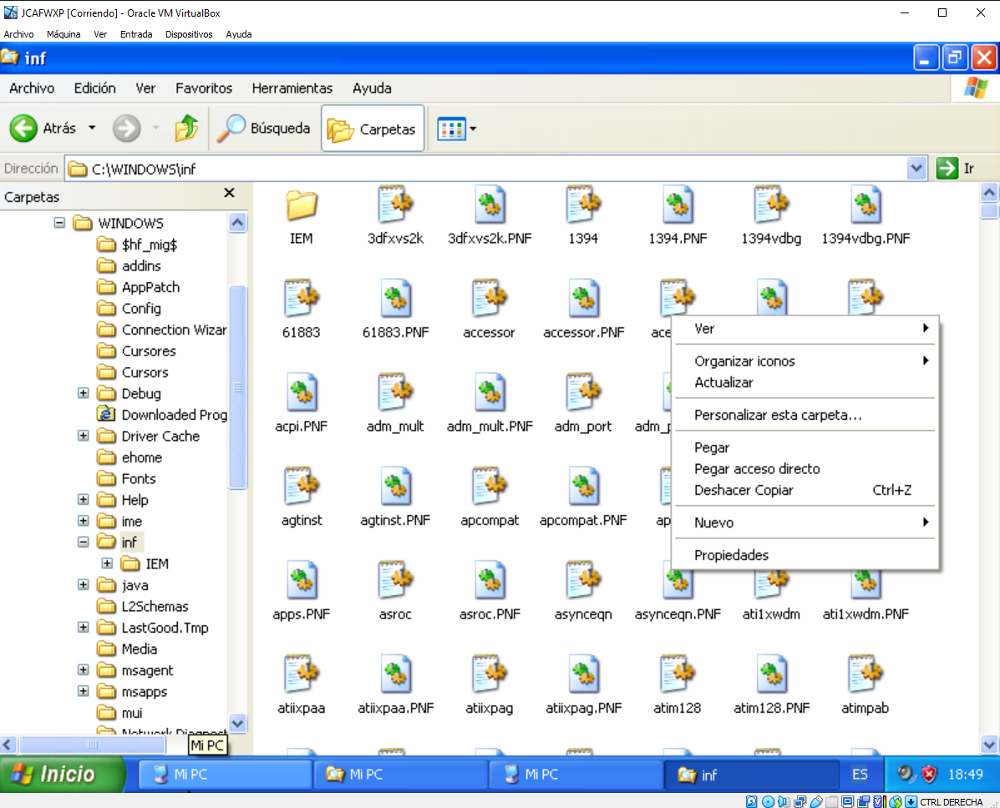 JCAFWXP [Corriendo] - Oracle VM VirtualBox
Archivo Máquina Ver Entrada Dispositivos Ayuda
inf
Archivo Edición Ver Favoritos Herramientas Ayuda
Atrás Búsqueda Carpetas
Dirección C:\WINDOWS\inf Ir
Carpetas
WINDOWS
$hf_mig$
addins
AppPatch
Config
Connection Wizar
Cursores
Cursors
Debug
Downloaded Prog
Driver Cache
ehome
Fonts
Help
ime
inf
IEM
java
L2Schemas
LastGood.Tmp
Media
msagent
msapps
mui
Network Diagnost
Mi PC
IEM 3dfxvs2k 3dfxvs2k.PNF 1394 1394.PNF 1394vdbg 1394vdbg.PNF
61883 61883.PNF accessor accessor.PNF ace
acpi.PNF adm_mult adm_mult.PNF adm_port adm_p
agtinst agtinst.PNF apcompat apcompat.PNF ap
apps.PNF asroc asroc.PNF asynceqn asynceqn.PNF ati1xwdm ati1xwdm.PNF
atiixpaa atiixpaa.PNF atiixpag atiixpag.PNF atim128 atim128.PNF atimpab
Ver
Organizar iconos
Actualizar
Personalizar esta carpeta...
Pegar
Pegar acceso directo
Deshacer Copiar Ctrl+Z
Nuevo
Propiedades
Inicio Mi PC Mi PC Mi PC inf ES 18:49
CTRL DERECHA